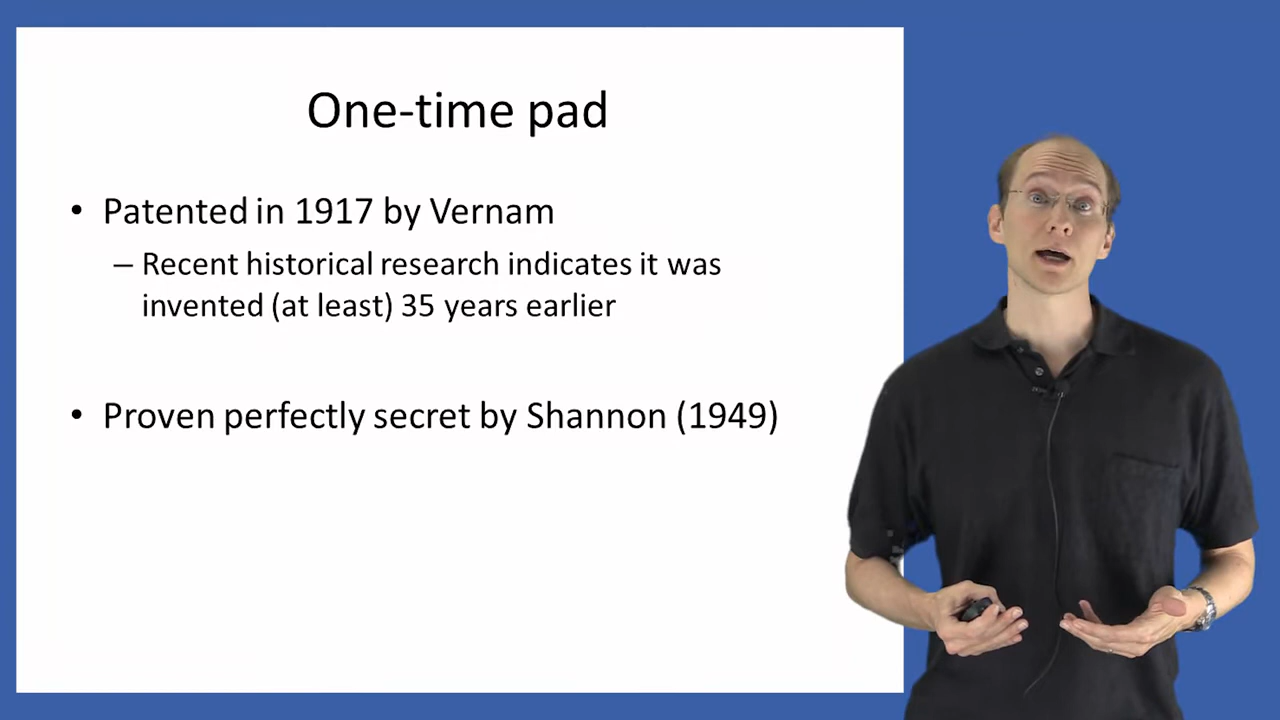 One-time pad
• Patented in 1917 by Vernam
– Recent historical research indicates it was
invented (at least) 35 years earlier
• Proven perfectly secret by Shannon (1949)